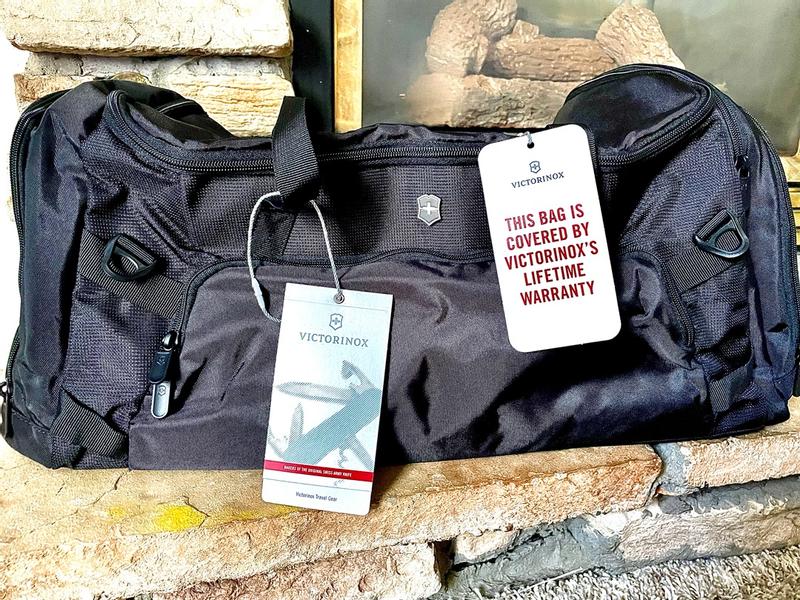 VICTORINOX
THIS BAG IS
COVERED BY
VICTORINOX'S
LIFETIME
WARRANTY
VICTORINOX
MAKERS OF THE ORIGINAL SWISS ARMY KNIFE
Victorinox Travel Gear